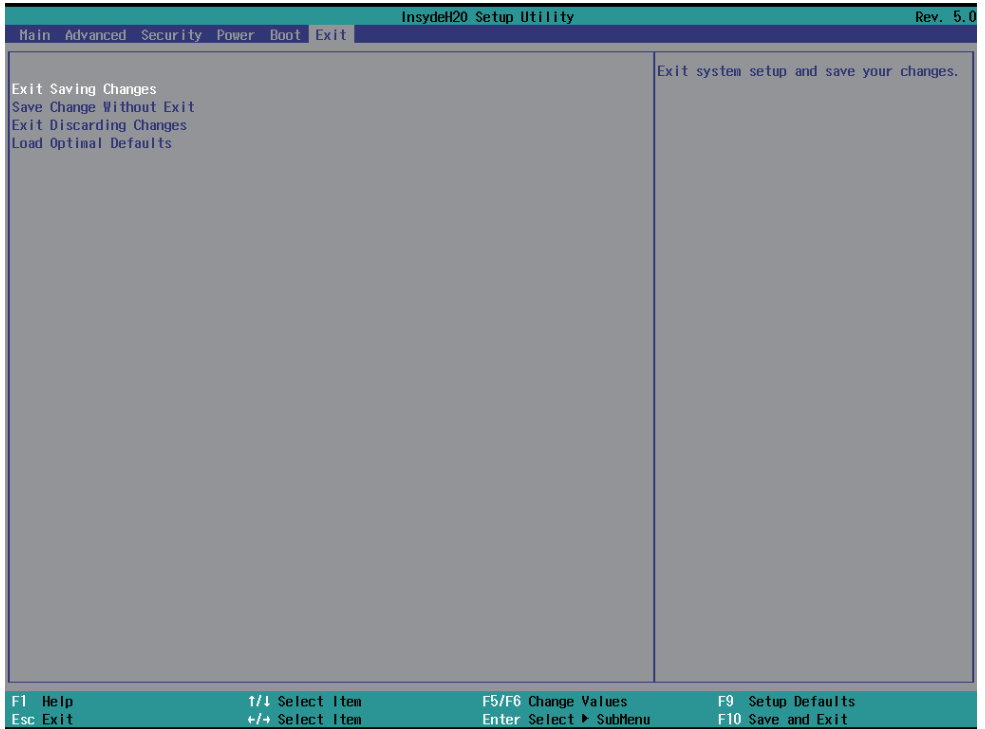 InsydeH20 Setup Utility Rev. 5.0
Main Advanced Security Power Boot Exit
Exit system setup and save your changes.
Exit Saving Changes
Save Change Without Exit
Exit Discarding Changes
Load Optimal Defaults
F1 Help ↑/↓ Select Item F5/F6 Change Values F9 Setup Defaults
Esc Exit ←/→ Select Item Enter Select ▶ SubMenu F10 Save and Exit